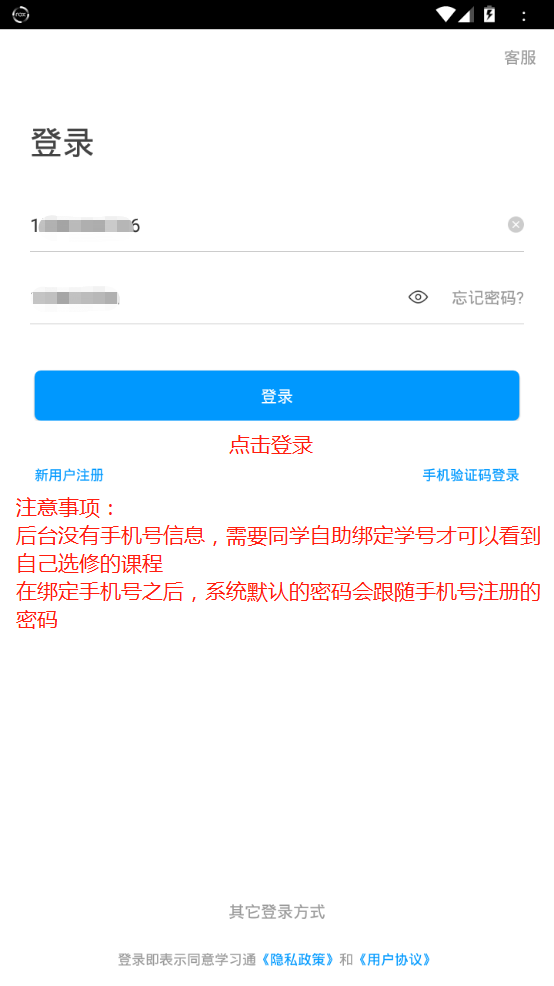 客服
登录
1 6
忘记密码?
登录
点击登录
新用户注册 手机验证码登录
注意事项：
后台没有手机号信息，需要同学自助绑定学号才可以看到
自己选修的课程
在绑定手机号之后，系统默认的密码会跟随手机号注册的
密码
其它登录方式
登录即表示同意学习通《隐私政策》和《用户协议》